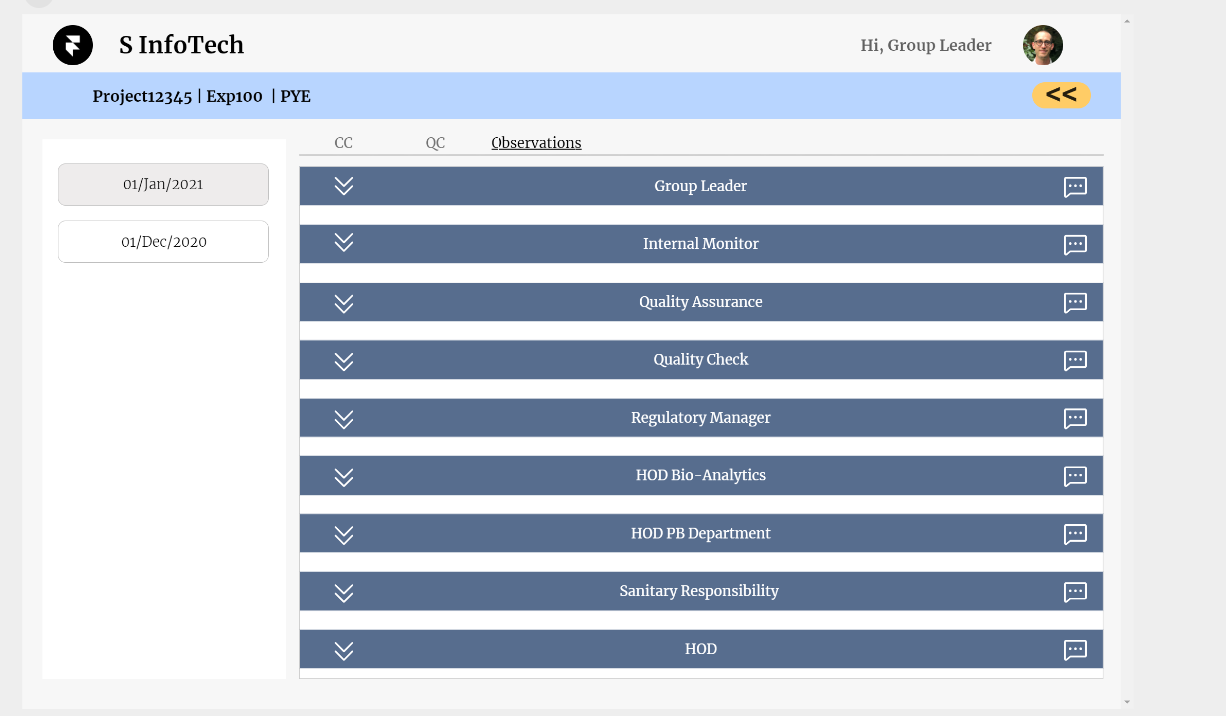 S InfoTech
Hi, Group Leader
Project12345 | Exp100 | PYE
<<
CC QC Observations
01/Jan/2021
01/Dec/2020
Group Leader
Internal Monitor
Quality Assurance
Quality Check
Regulatory Manager
HOD Bio-Analytics
HOD PB Department
Sanitary Responsibility
HOD